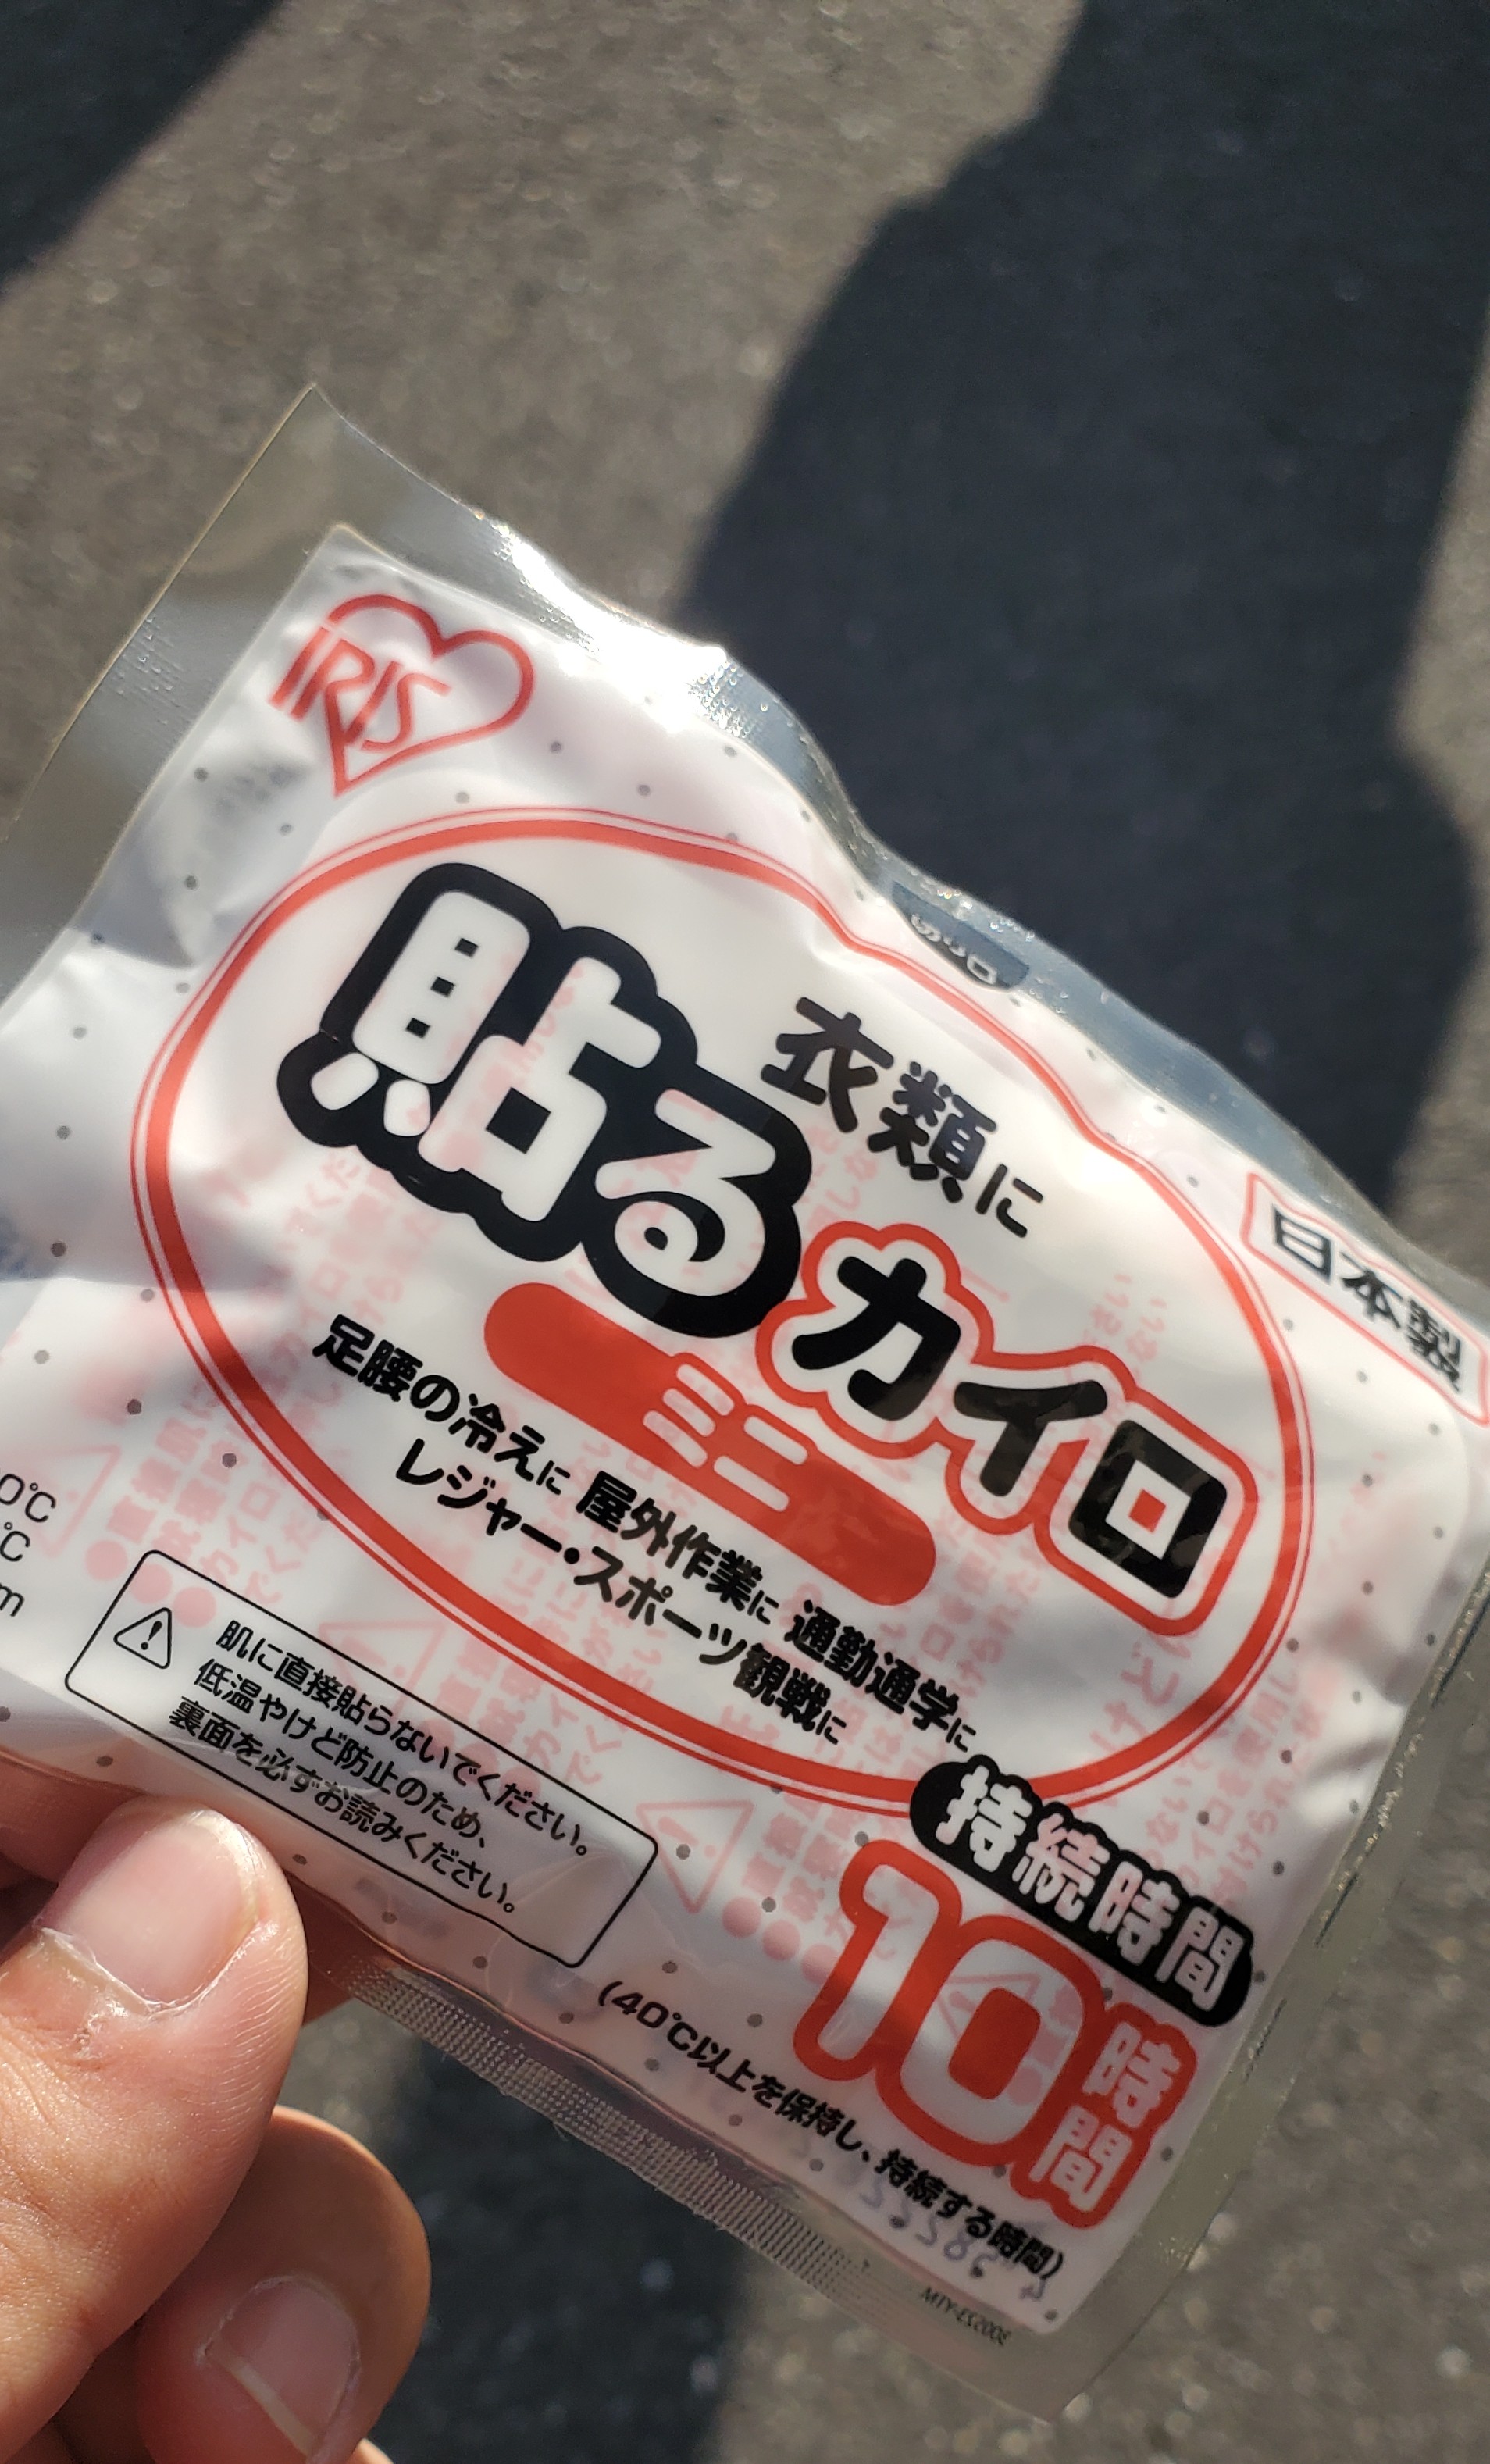 IRIS
切り口
衣類に
貼るカイロ
ミニ
日本製
足腰の冷えに 屋外作業に 通勤通学に
レジャー・スポーツ観戦に
0℃
℃
m
肌に直接貼らないでください。
低温やけど防止のため、
裏面を必ずお読みください。
持続時間
10時間
(40℃以上を保持し、持続する時間)